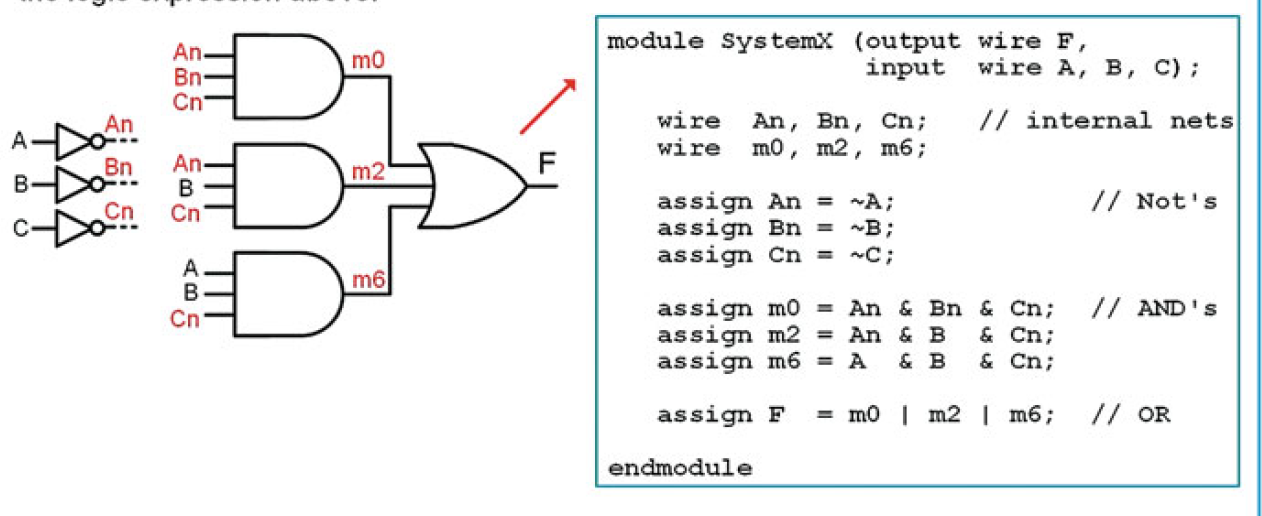 An
Bn
Cn
m0
A
An
B
Bn
C
Cn
An
B
Cn
m2
F
A
B
Cn
m6
module SystemX (output wire F,
input wire A, B, C);
wire An, Bn, Cn; // internal nets
wire m0, m2, m6;
assign An = ~A; // Not's
assign Bn = ~B;
assign Cn = ~C;
assign m0 = An & Bn & Cn; // AND's
assign m2 = An & B & Cn;
assign m6 = A & B & Cn;
assign F = m0 | m2 | m6; // OR
endmodule